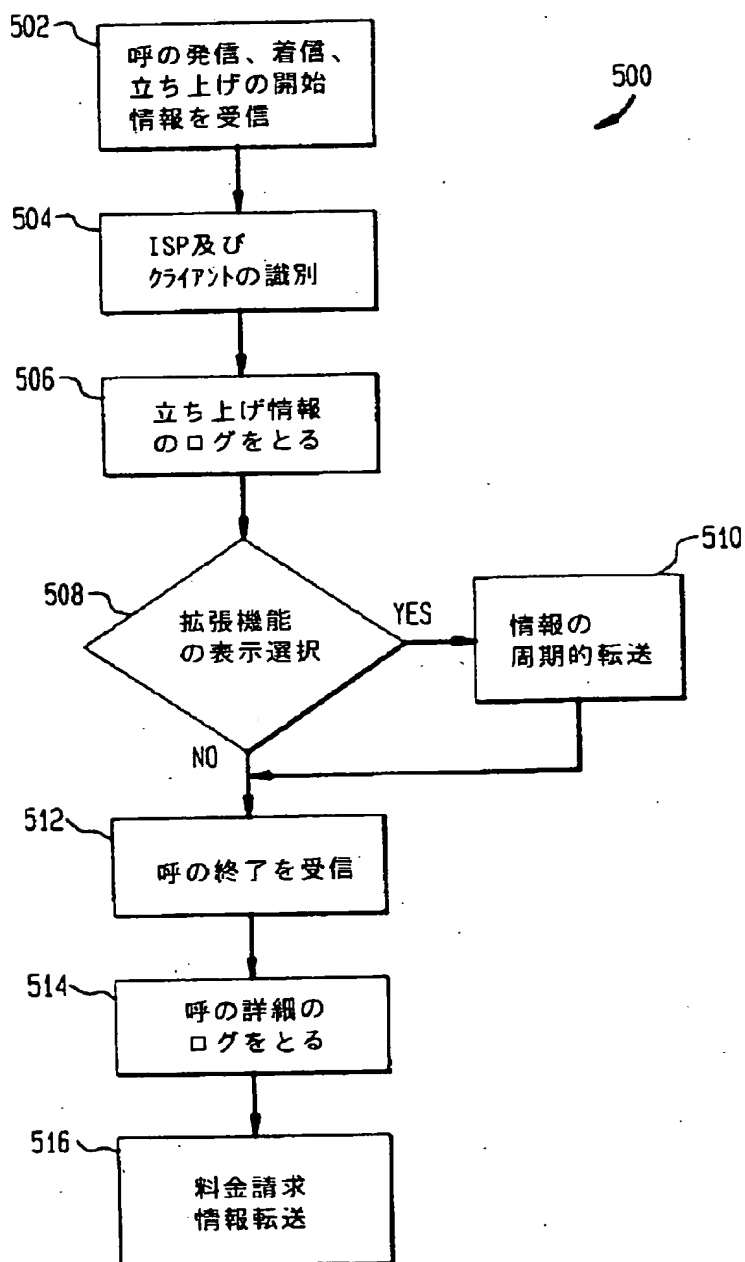 502
呼の発信、着信、
立ち上げの開始
情報を受信
500
504
ISP及び
クライアントの識別
506
立ち上げ情報
のログをとる
508
拡張機能
の表示選択
YES
510
情報の
周期的転送
NO
512
呼の終了を受信
514
呼の詳細の
ログをとる
516
料金請求
情報転送